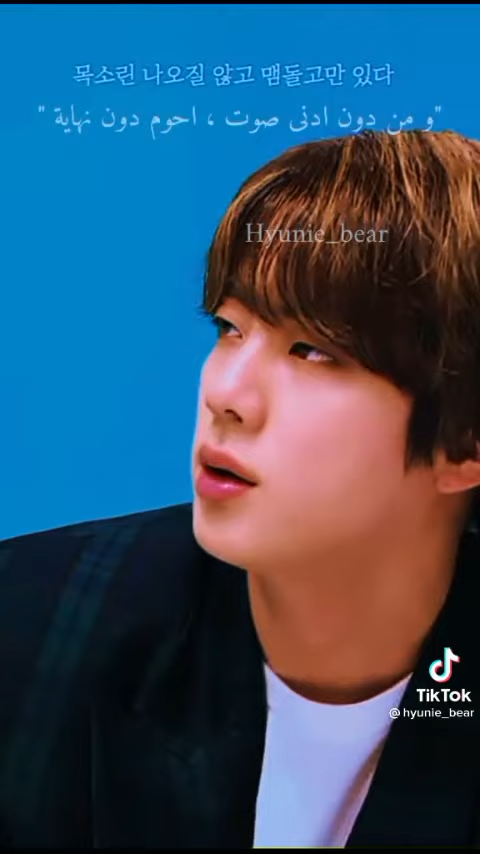 목소린 나오질 않고 맴돌고만 있다
"و من دون ادنى صوت ، احوم دون نهاية "
Hyunie_bear
TikTok
@hyunie_bear